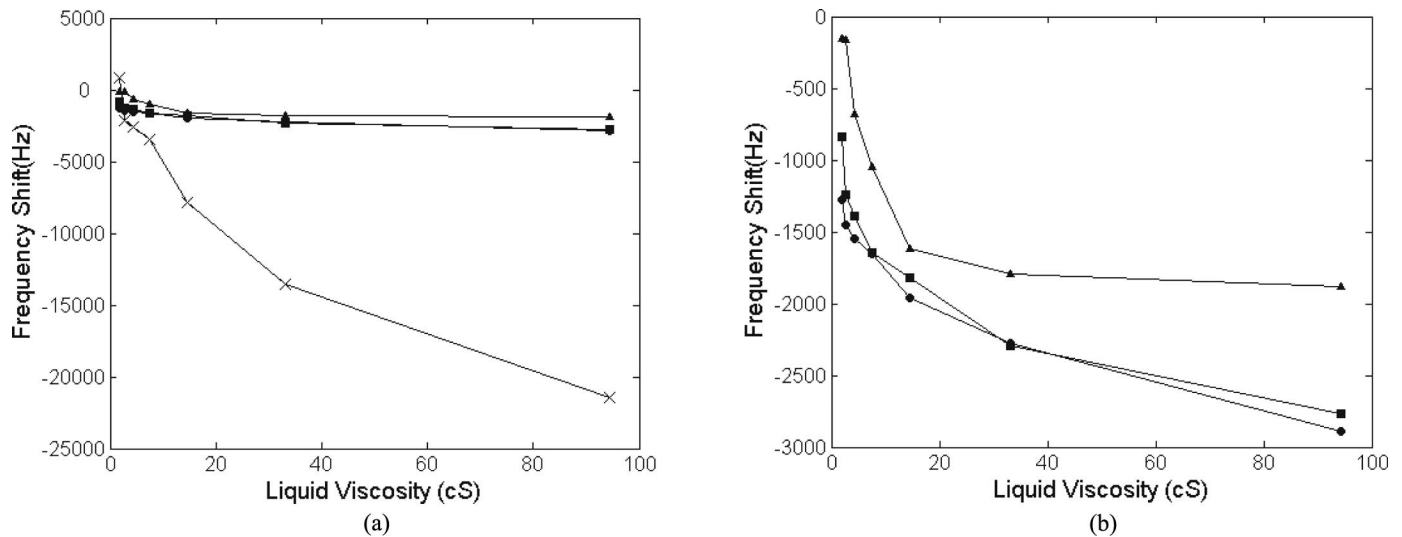 5000
0
-5000
-10000
-15000
-20000
-25000
Frequency Shift(Hz)
0 20 40 60 80 100
Liquid Viscosity (cS)
(a)
0
-500
-1000
-1500
-2000
-2500
-3000
Frequency Shift(Hz)
0 20 40 60 80 100
Liquid Viscosity (cS)
(b)